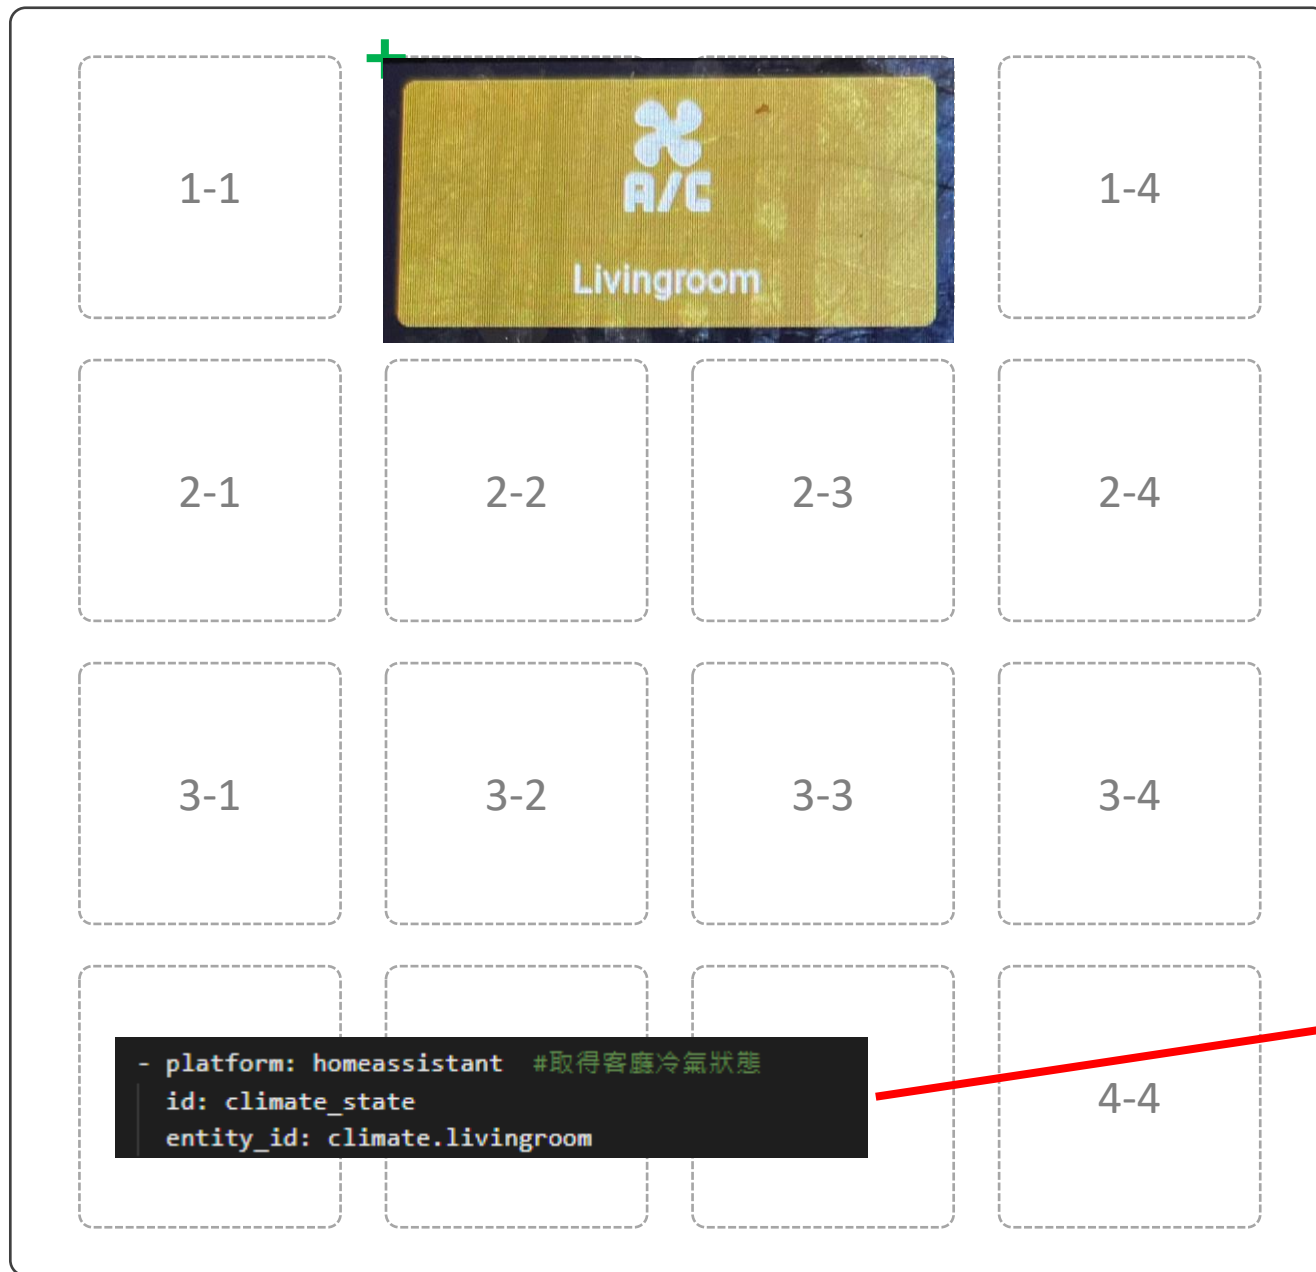 1-1
A/C
Livingroom
1-4
2-1
2-2
2-3
2-4
3-1
3-2
3-3
3-4
- platform: homeassistant  #取得客廳冷氣狀態
id: climate_state
entity_id: climate.livingroom
4-4